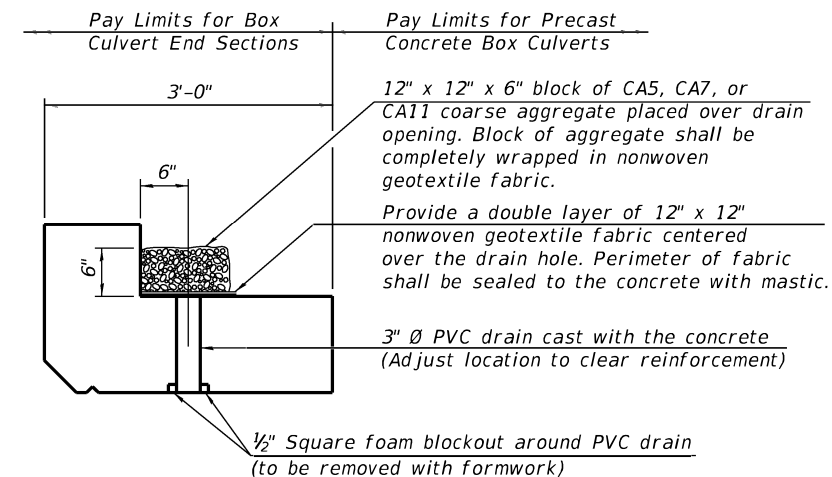 Pay Limits for Box
Culvert End Sections
Pay Limits for Precast
Concrete Box Culverts
3'-0"
12" x 12" x 6" block of CA5, CA7, or
CA11 coarse aggregate placed over drain
opening. Block of aggregate shall be
completely wrapped in nonwoven
geotextile fabric.
6"
Provide a double layer of 12" x 12"
nonwoven geotextile fabric centered
over the drain hole. Perimeter of fabric
shall be sealed to the concrete with mastic.
6"
3" Ø PVC drain cast with the concrete
(Adjust location to clear reinforcement)
½" Square foam blockout around PVC drain
(to be removed with formwork)